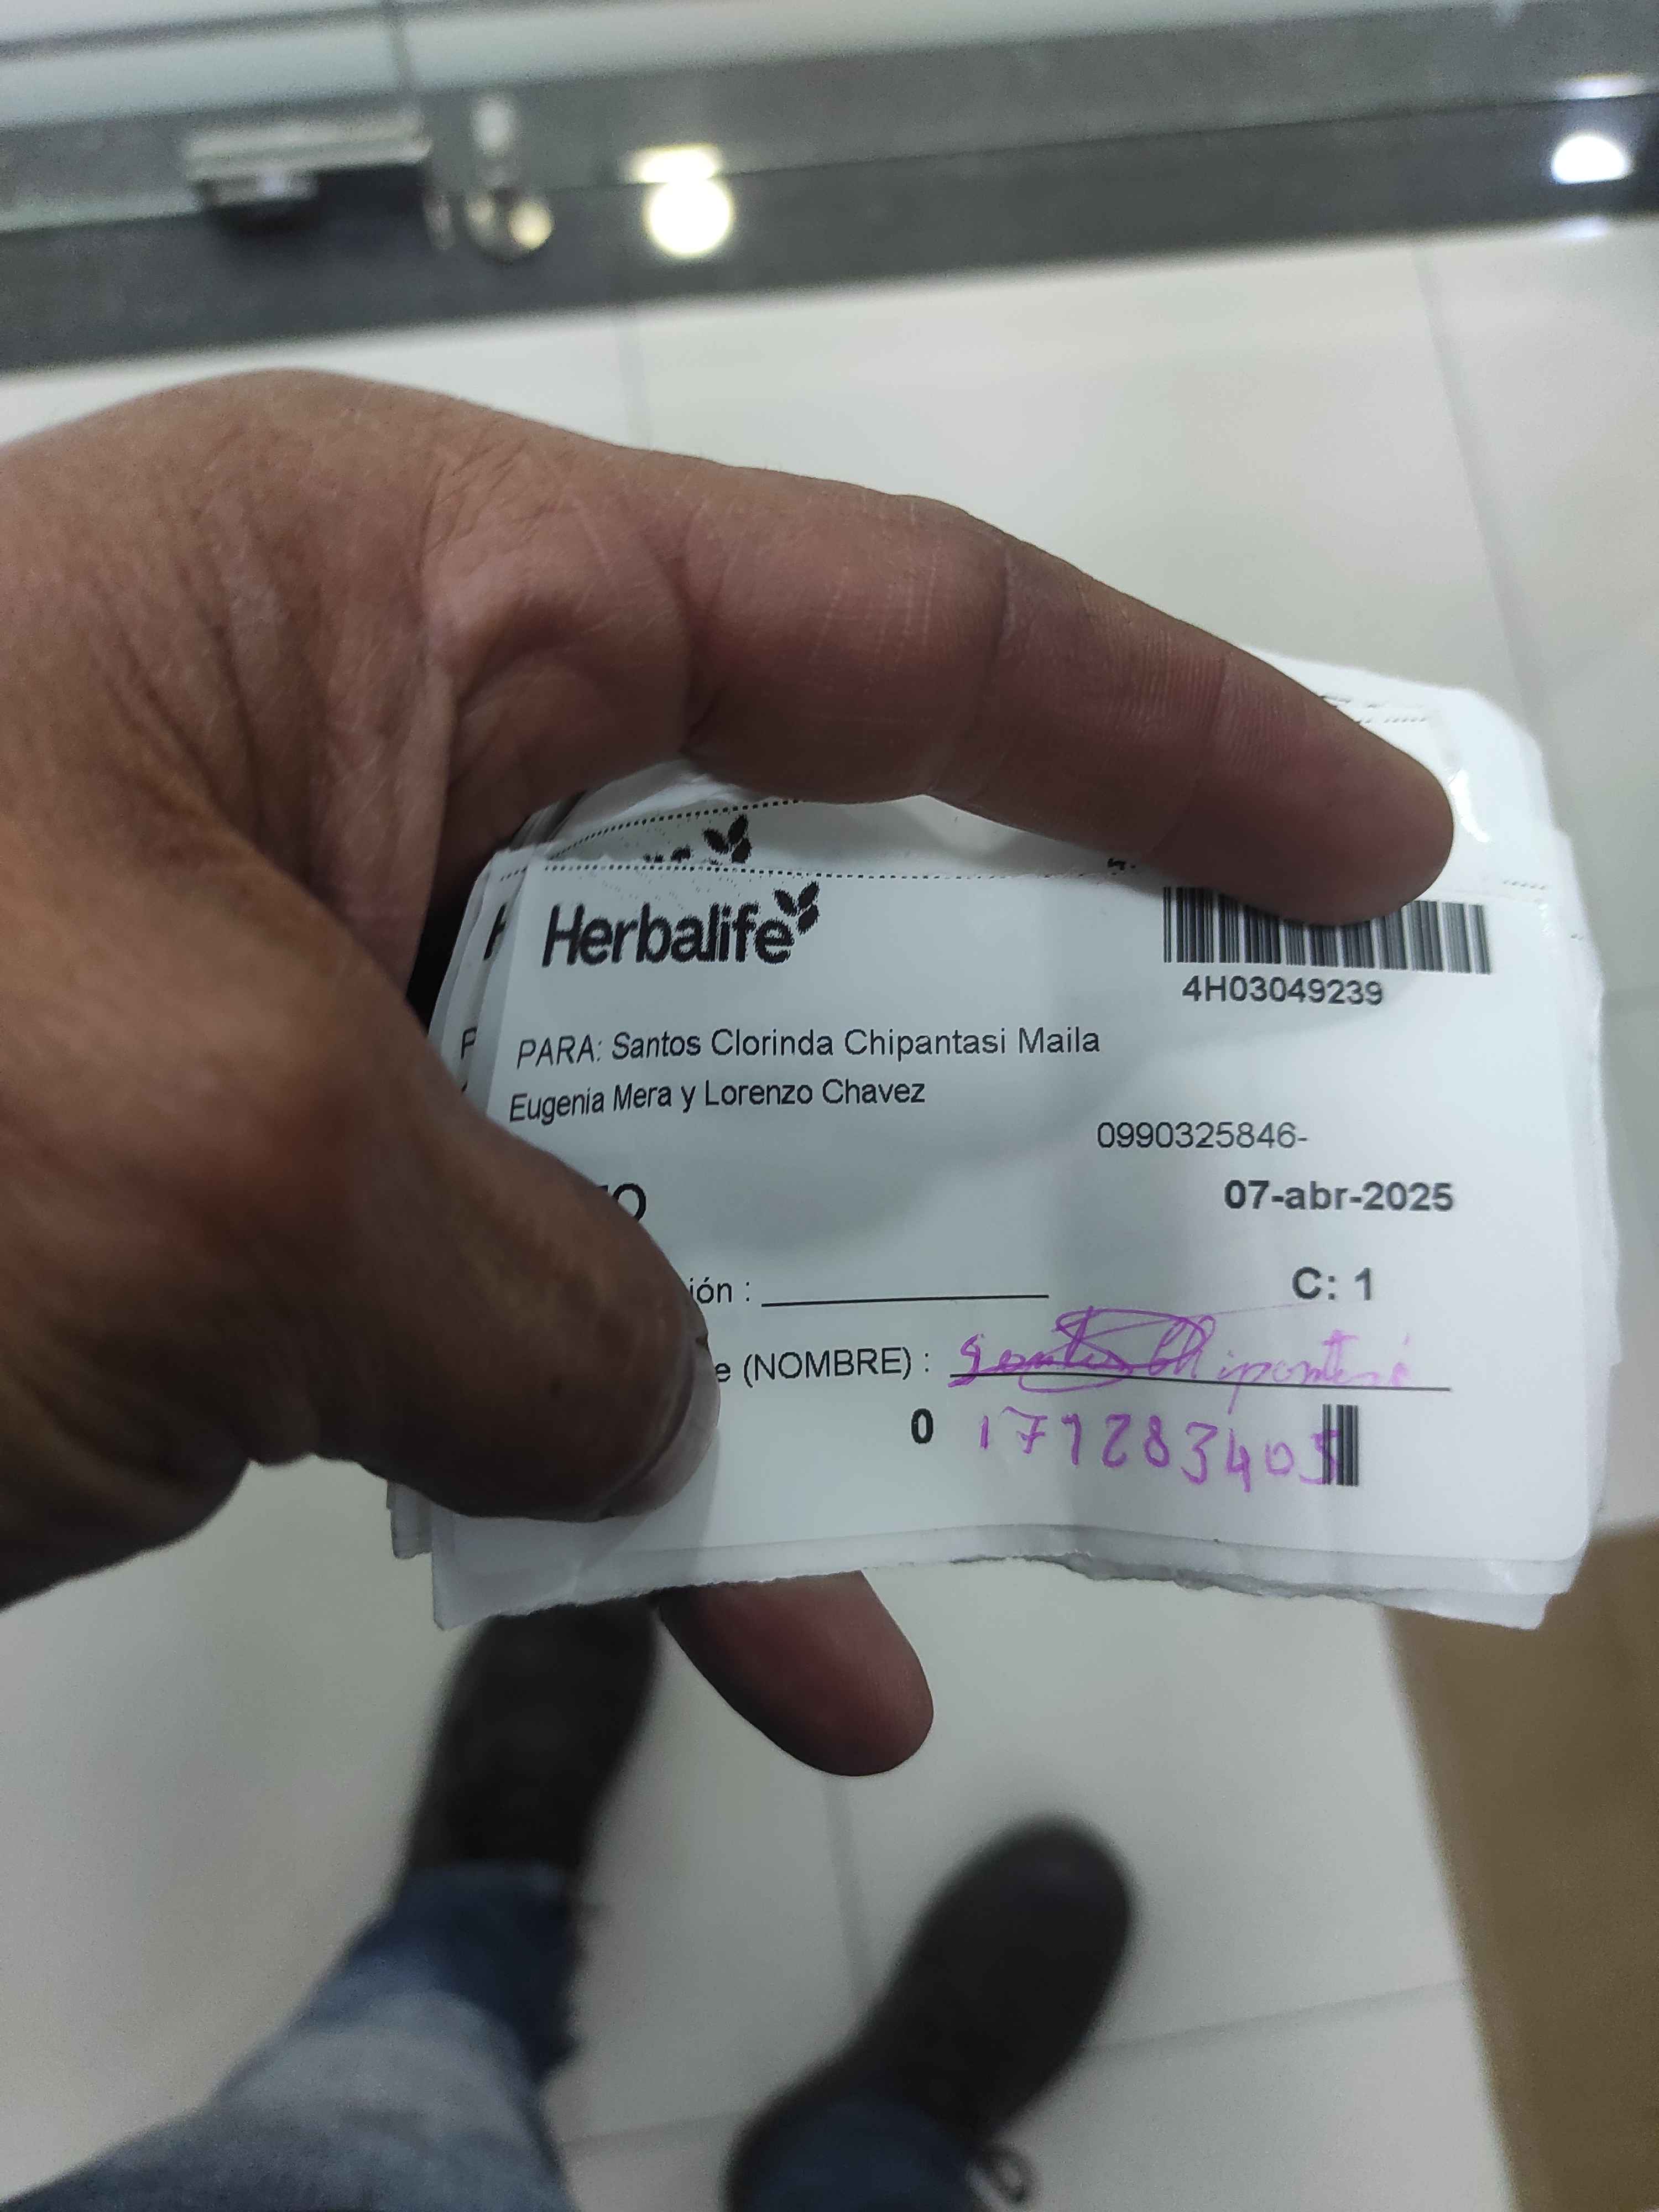 Herbalife
4H03049239
PARA: Santos Clorinda Chipantasi Maila
Eugenia Mera y Lorenzo Chavez
0990325846-
07-abr-2025
ión :
C: 1
e (NOMBRE) :
0